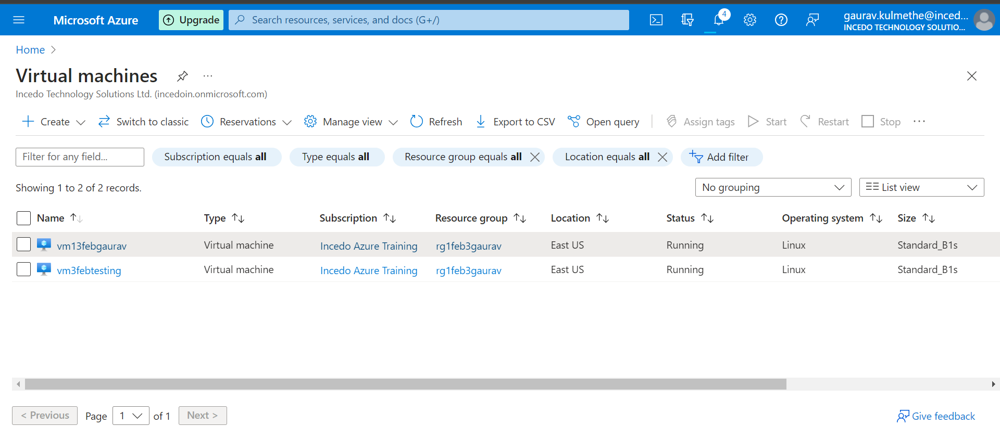 Microsoft Azure
Upgrade
Search resources, services, and docs (G+/)
4
gaurav.kulmethe@inced...
INCEDO TECHNOLOGY SOLUTIO...
Home >
Virtual machines
...
Incedo Technology Solutions Ltd. (incedoin.onmicrosoft.com)
Create
Switch to classic
Reservations
Manage view
Refresh
Export to CSV
Open query
Assign tags
Start
Restart
Stop
...
Filter for any field...
Subscription equals all
Type equals all
Resource group equals all
Location equals all
Add filter
Showing 1 to 2 of 2 records.
No grouping
List view
Name Type Subscription Resource group Location Status Operating system Size
vm13febgaurav Virtual machine Incedo Azure Training rg1feb3gaurav East US Running Linux Standard_B1s
vm3febtesting Virtual machine Incedo Azure Training rg1feb3gaurav East US Running Linux Standard_B1s
< Previous Page 1 of 1 Next >
Give feedback